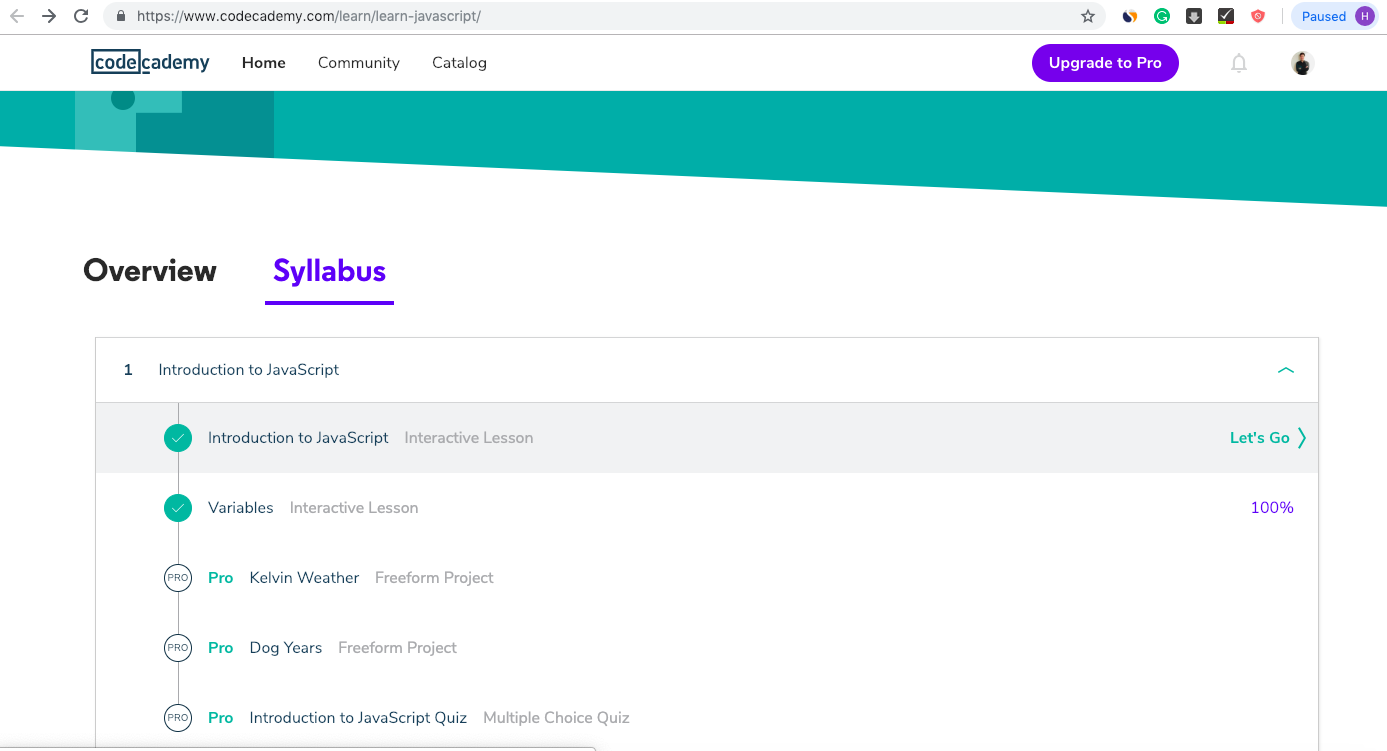 https://www.codecademy.com/learn/learn-javascript/ Paused H
codecademy Home Community Catalog Upgrade to Pro
Overview Syllabus
1 Introduction to JavaScript
Introduction to JavaScript Interactive Lesson Let's Go
Variables Interactive Lesson 100%
PRO Pro Kelvin Weather Freeform Project
PRO Pro Dog Years Freeform Project
PRO Pro Introduction to JavaScript Quiz Multiple Choice Quiz